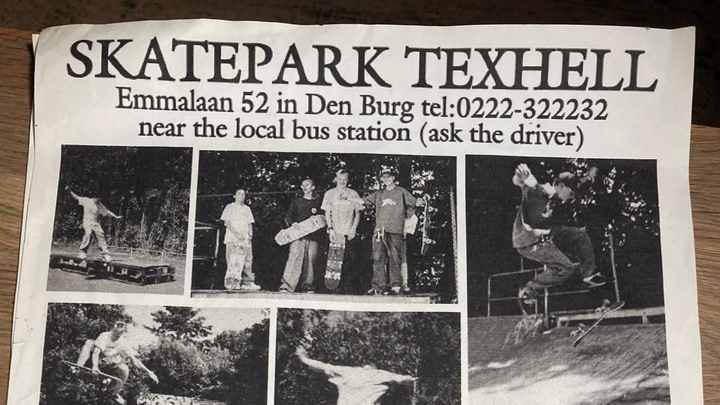 SKATEPARK TEXHELL
Emmalaan 52 in Den Burg tel:0222-322232
near the local bus station (ask the driver)